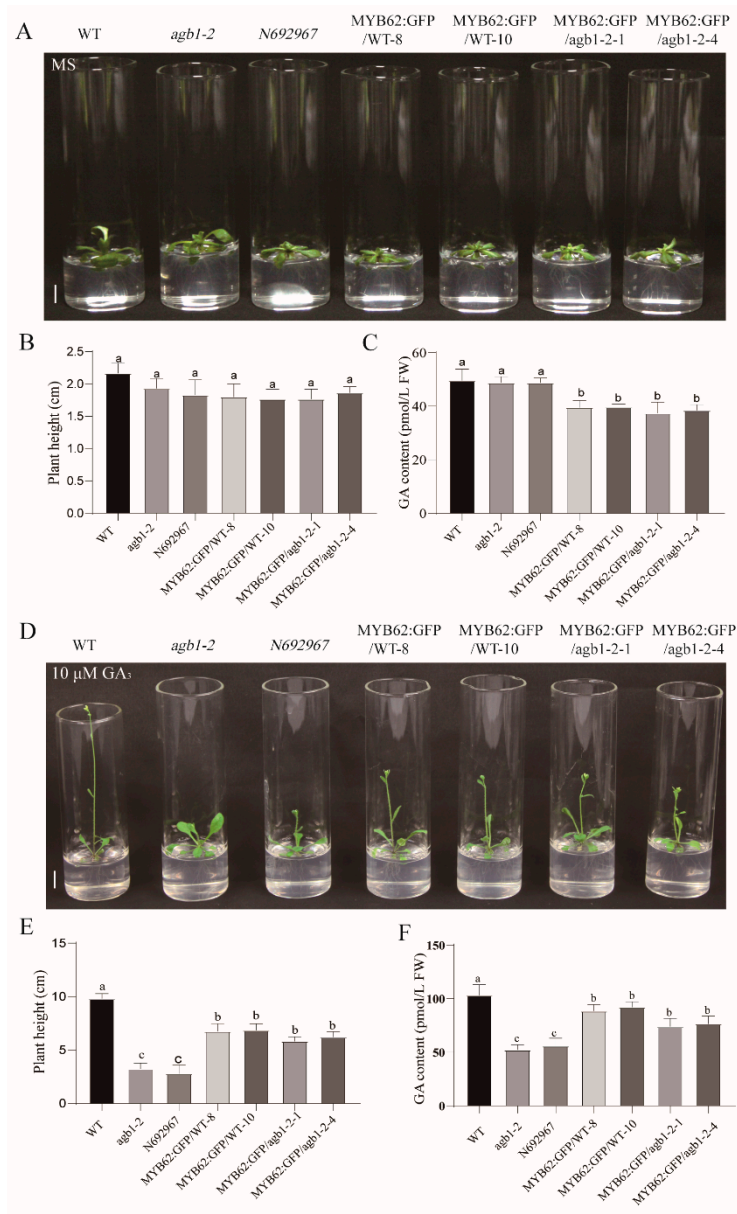 A
WT
agb1-2
N692967
MYB62:GFP
/WT-8
MYB62:GFP
/WT-10
MYB62:GFP
/agb1-2-1
MYB62:GFP
/agb1-2-4
MS
B
Plant height (cm)
2.5
2.0
1.5
1.0
0.5
0.0
a
a
a
a
a
a
a
WT
agb1-2
N692967
MYB62:GFP/WT-8
MYB62:GFP/WT-10
MYB62:GFP/agb1-2-1
MYB62:GFP/agb1-2-4
C
GA content (pmol/L FW)
60
40
20
0
a
a
a
b
b
b
b
WT
agb1-2
N692967
MYB62:GFP/WT-8
MYB62:GFP/WT-10
MYB62:GFP/agb1-2-1
MYB62:GFP/agb1-2-4
D
WT
agb1-2
N692967
MYB62:GFP
/WT-8
MYB62:GFP
/WT-10
MYB62:GFP
/agb1-2-1
MYB62:GFP
/agb1-2-4
10 μM GA₃
E
Plant height (cm)
15
10
5
0
a
c
c
b
b
b
b
WT
agb1-2
N692967
MYB62:GFP/WT-8
MYB62:GFP/WT-10
MYB62:GFP/agb1-2-1
MYB62:GFP/agb1-2-4
F
GA content (pmol/L FW)
150
100
50
0
a
c
c
b
b
b
b
WT
agb1-2
N692967
MYB62:GFP/WT-8
MYB62:GFP/WT-10
MYB62:GFP/agb1-2-1
MYB62:GFP/agb1-2-4